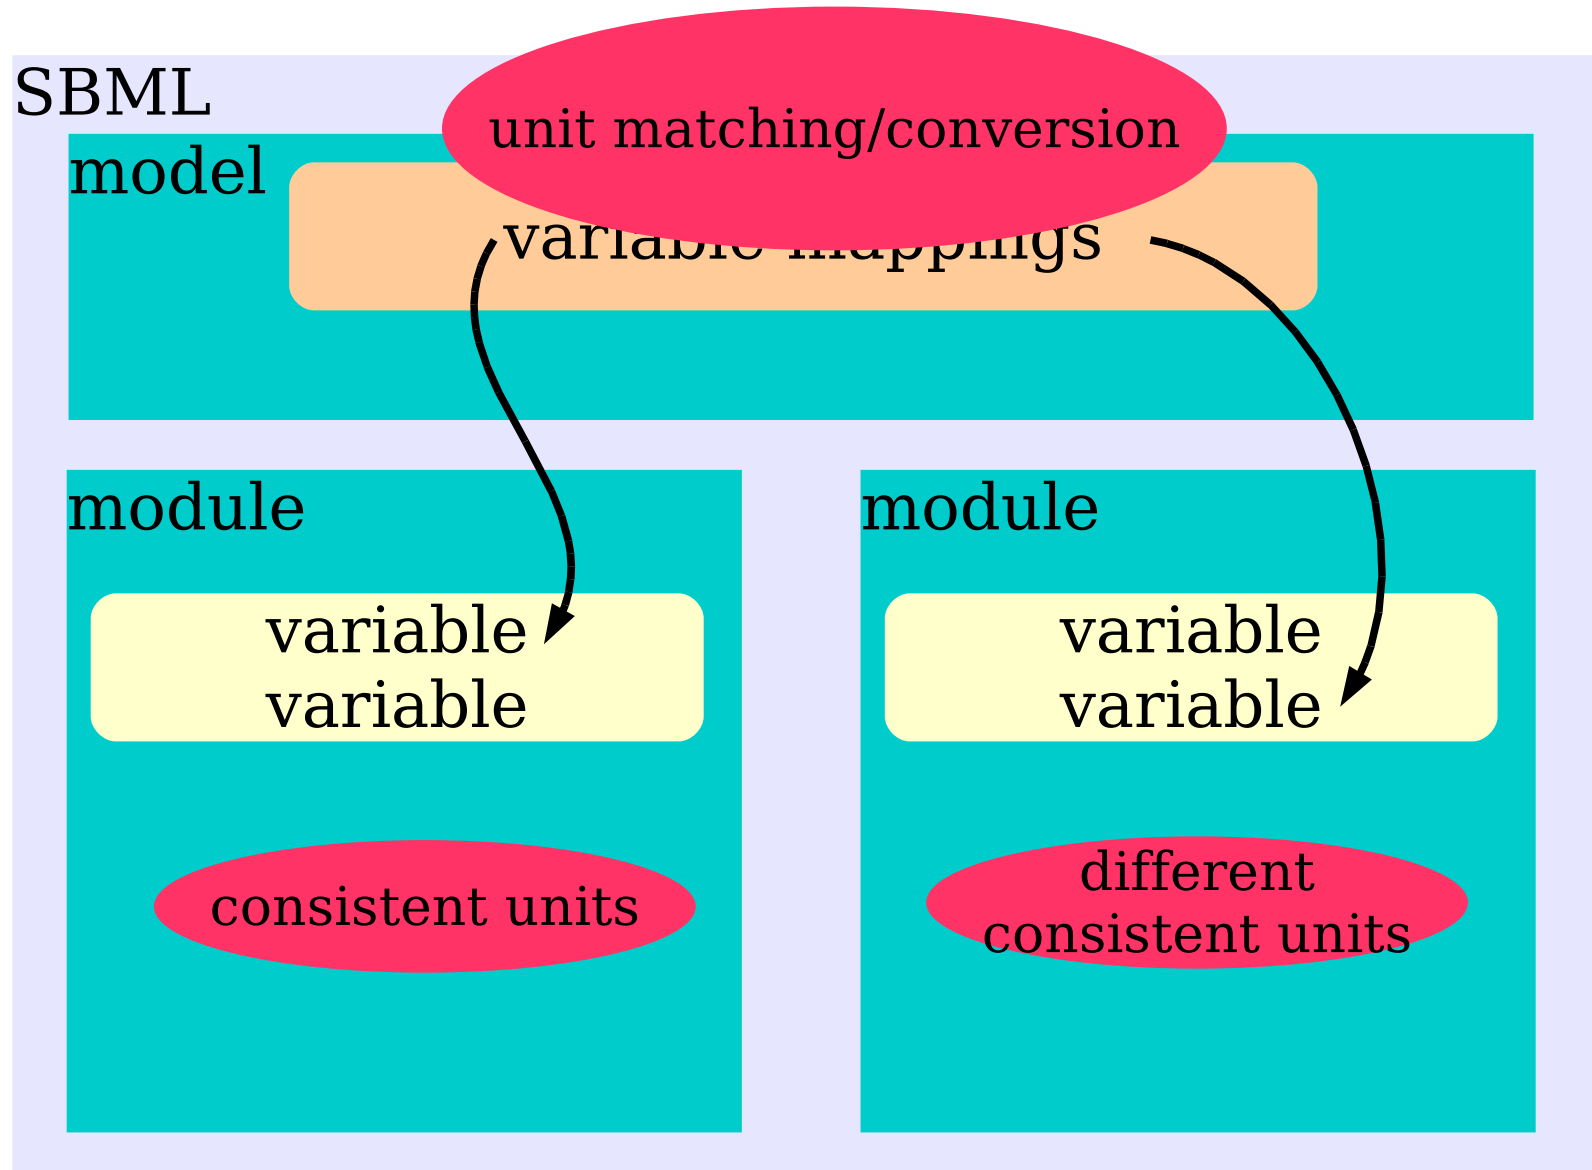 SBML
unit matching/conversion
model
variable mappings
module
variable
variable
consistent units
module
variable
variable
different
consistent units